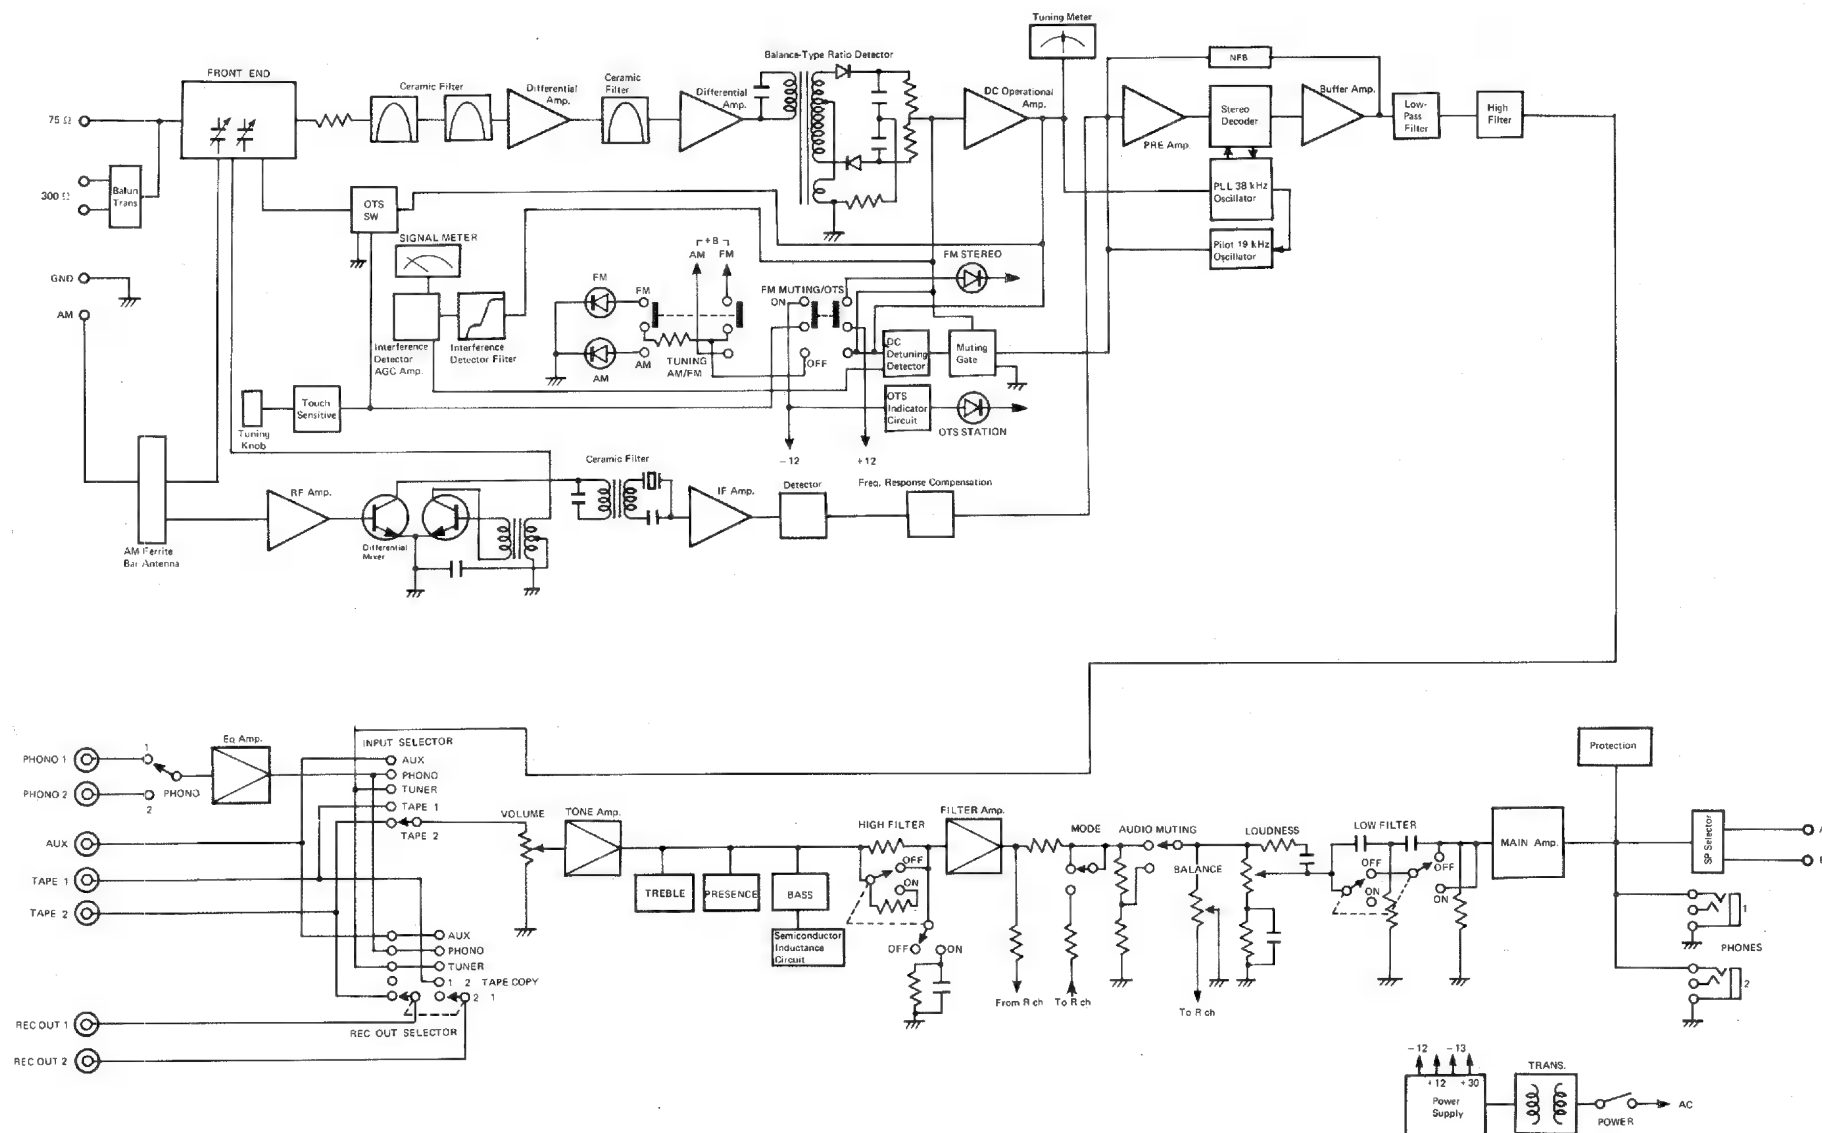 Tuning Meter
Balance-Type Ratio Detector
NFB
FRONT END
Ceramic Filter
Differential
Amp.
Ceramic
Filter
Differential
Amp.
DC Operational
Amp.
PRE Amp.
Stereo
Decoder
Buffer Amp.
Low-
Pass
Filter
High
Filter
75 Ω
300 Ω
Balun
Trans
OTS
SW
PLL 38 kHz
Oscillator
Pilot 19 kHz
Oscillator
SIGNAL METER
+B
AM
FM
FM STEREO
GND
AM
FM
FM
FM MUTING/OTS
ON
OFF
Interference
Detector
AGC Amp.
Interference
Detector Filter
AM
AM
TUNING
AM/FM
DC
Detuning
Detector
Muting
Gate
OTS
Indicator
Circuit
OTS STATION
Tuning
Knob
Touch
Sensitive
-12
+12
AM Ferrite
Bar Antenna
RF Amp.
Differential
Mixer
Ceramic Filter
IF Amp.
Detector
Freq. Response Compensation
PHONO 1
PHONO 2
1
2
PHONO
Eq Amp.
INPUT SELECTOR
AUX
PHONO
TUNER
TAPE 1
TAPE 2
AUX
TAPE 1
TAPE 2
VOLUME
TONE Amp.
TREBLE
PRESENCE
BASS
Semiconductor
Inductance
Circuit
HIGH FILTER
OFF
ON
OFF
ON
FILTER Amp.
MODE
AUDIO MUTING
BALANCE
LOUDNESS
LOW FILTER
OFF
ON
OFF
ON
MAIN Amp.
Protection
SP Selector
A
1
PHONES
2
AUX
PHONO
TUNER
1 2 TAPE COPY
2 1
REC OUT SELECTOR
REC OUT 1
REC OUT 2
From R ch
To R ch
To R ch
-12
-13
+12
+30
Power
Supply
TRANS.
POWER
AC